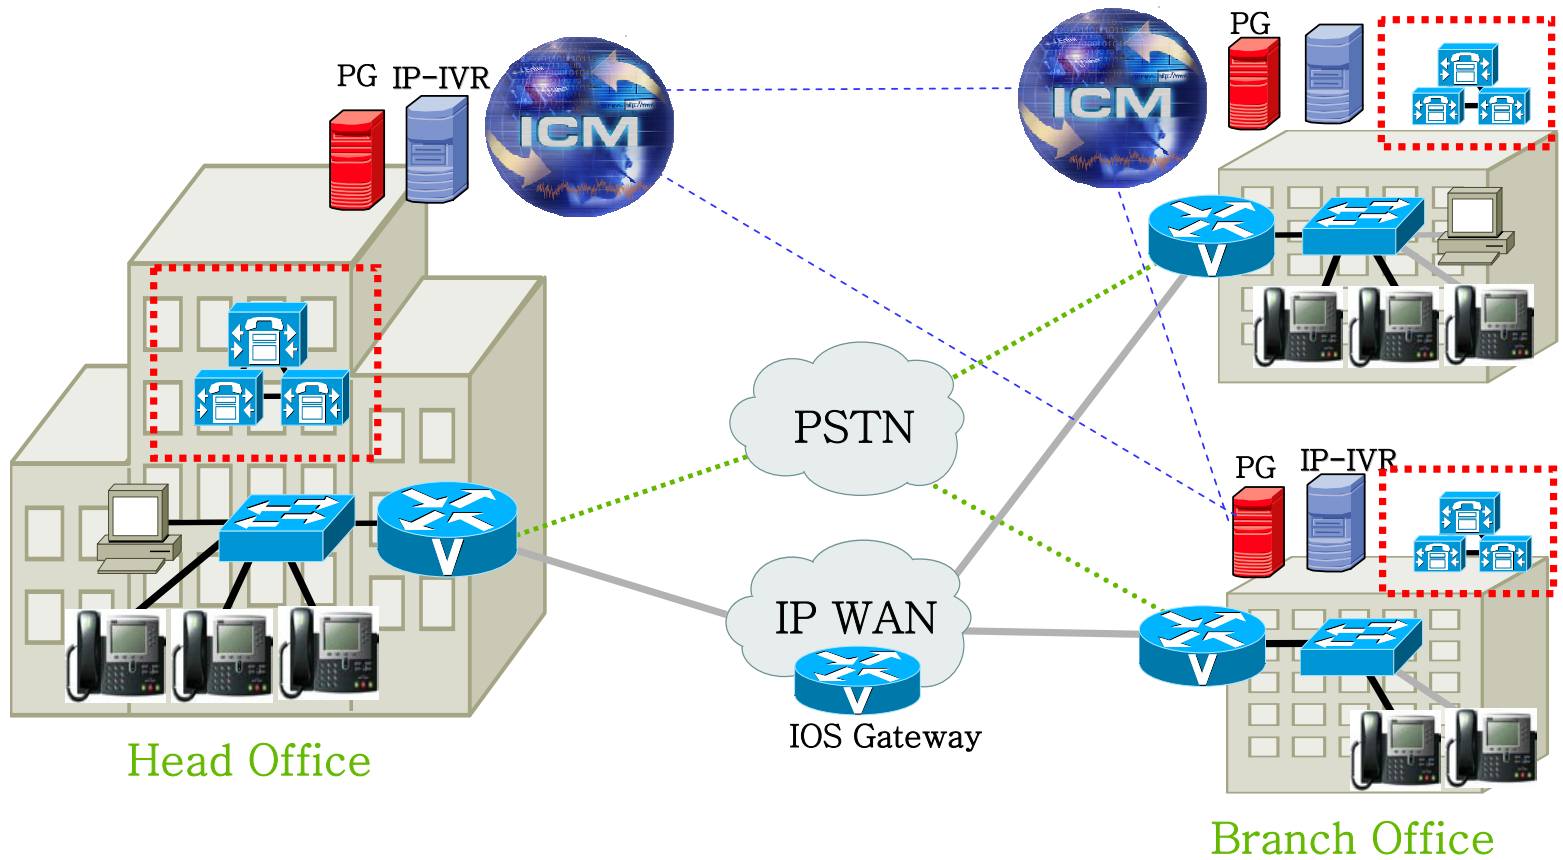 PG
PG
IP-IVR
ICM
ICM
V
PSTN
PG
IP-IVR
V
IP WAN
V
V
IOS Gateway
Head Office
Branch Office